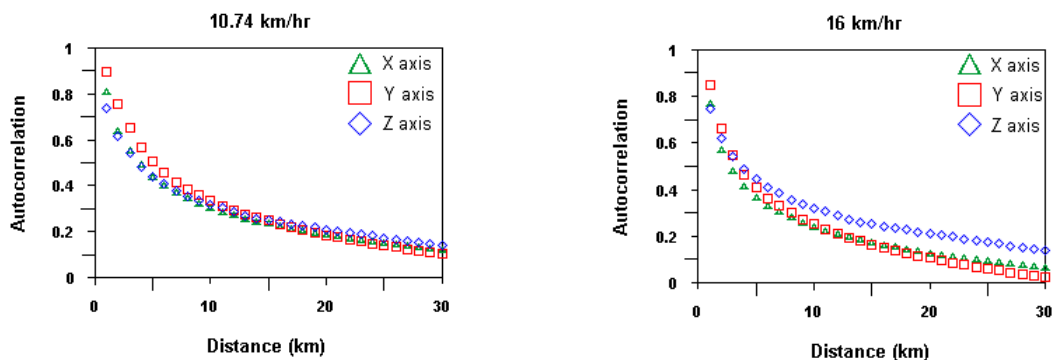 10.74 km/hr
Autocorrelation
1
0.8
0.6
0.4
0.2
0
X axis
Y axis
Z axis
0
10
20
30
Distance (km)
16 km/hr
Autocorrelation
1
0.8
0.6
0.4
0.2
0
X axis
Y axis
Z axis
0
10
20
30
Distance (km)